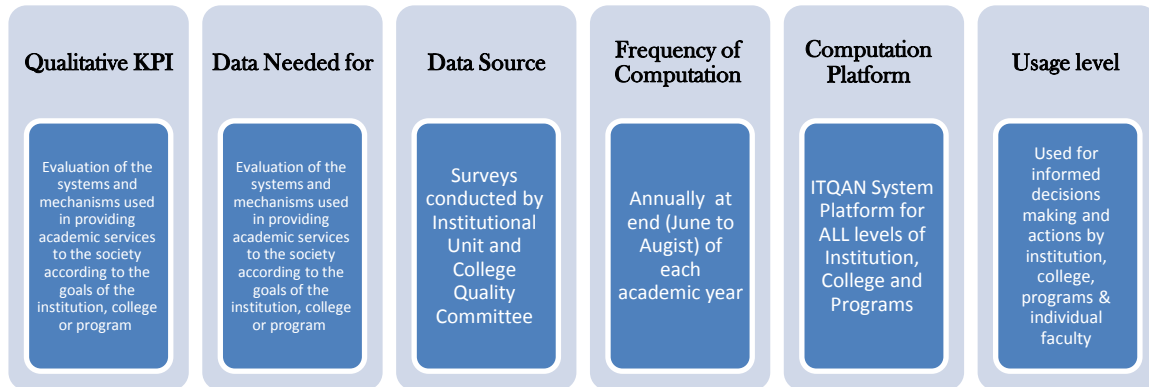 Qualitative KPI
Evaluation of the
systems and
mechanisms used
in providing
academic services
to the society
according to the
goals of the
institution, college
or program
Data Needed for
Evaluation of the
systems and
mechanisms used
in providing
academic services
to the society
according to the
goals of the
institution, college
or program
Data Source
Surveys
conducted by
Institutional
Unit and
College
Quality
Committee
Frequency of
Computation
Annually at
end (June to
Augist) of
each
academic year
Computation
Platform
ITQAN System
Platform for
ALL levels of
Institution,
College and
Programs
Usage level
Used for
informed
decisions
making and
actions by
institution,
college,
programs &
individual
faculty